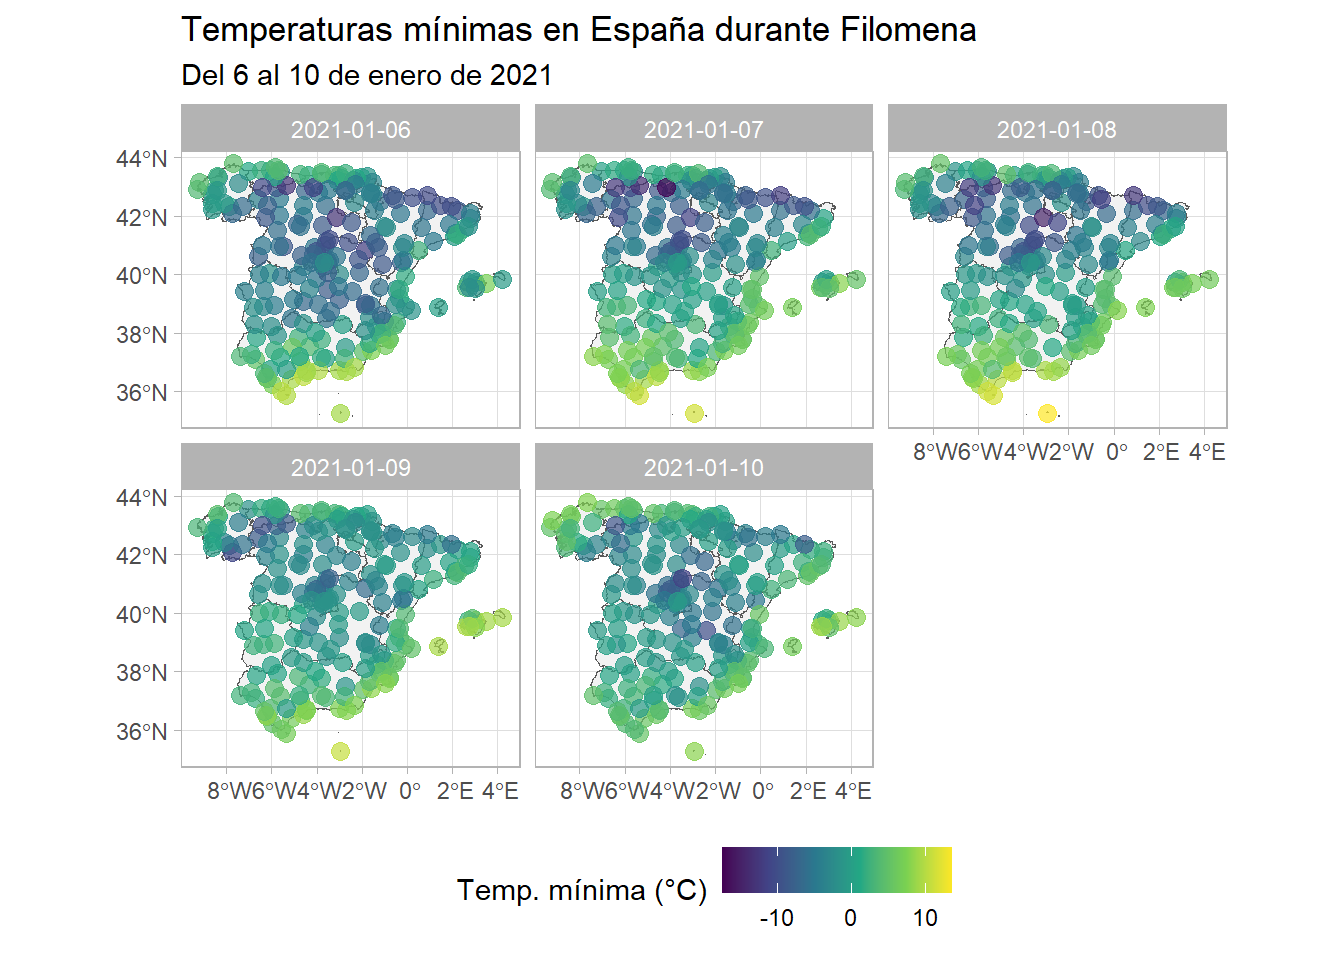 Temperaturas mínimas en España durante Filomena
Del 6 al 10 de enero de 2021
2021-01-06
2021-01-07
2021-01-08
44°N
42°N
40°N
38°N
36°N
8°W 6°W 4°W 2°W 0° 2°E 4°E
2021-01-09
2021-01-10
44°N
42°N
40°N
38°N
36°N
8°W 6°W 4°W 2°W 0° 2°E 4°E
8°W 6°W 4°W 2°W 0° 2°E 4°E
Temp. mínima (°C)
-10 0 10